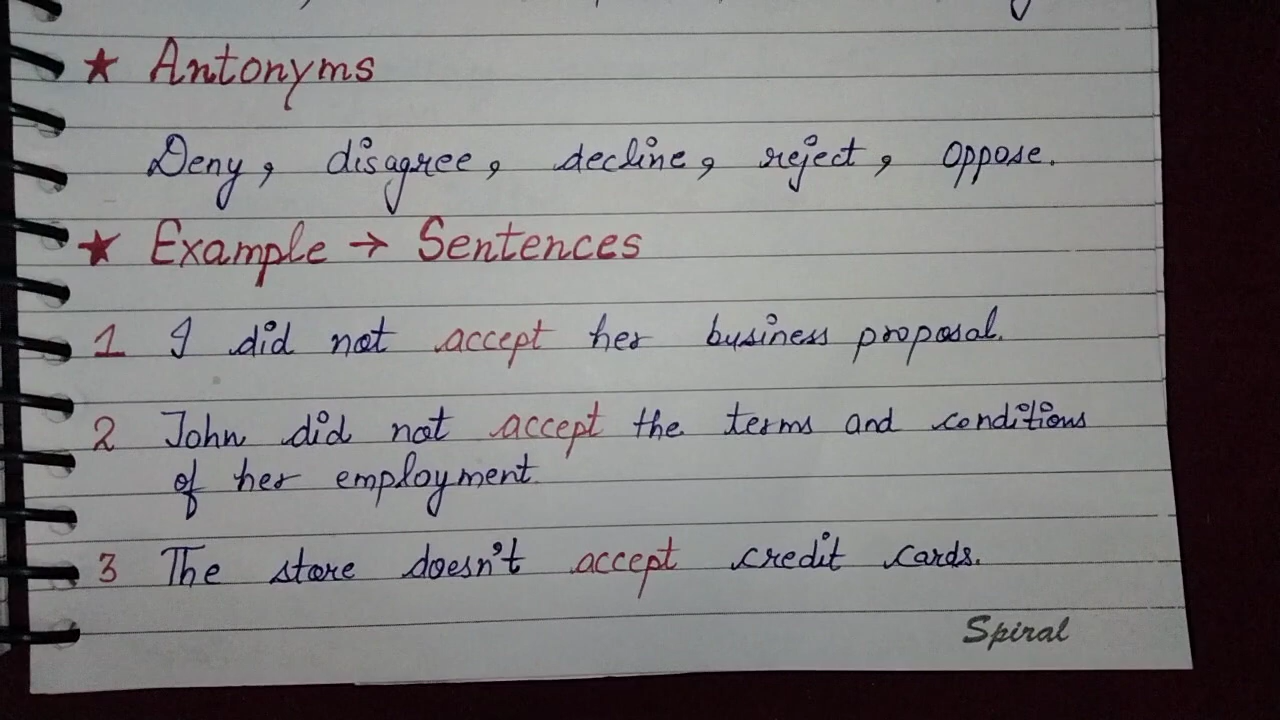 ★ Antonyms
Deny, disagree, decline, reject, oppose.
★ Example → Sentences
1 I did not accept her business proposal.
2 John did not accept the terms and conditions
of her employment.
3 The store doesn't accept credit cards.
Spiral